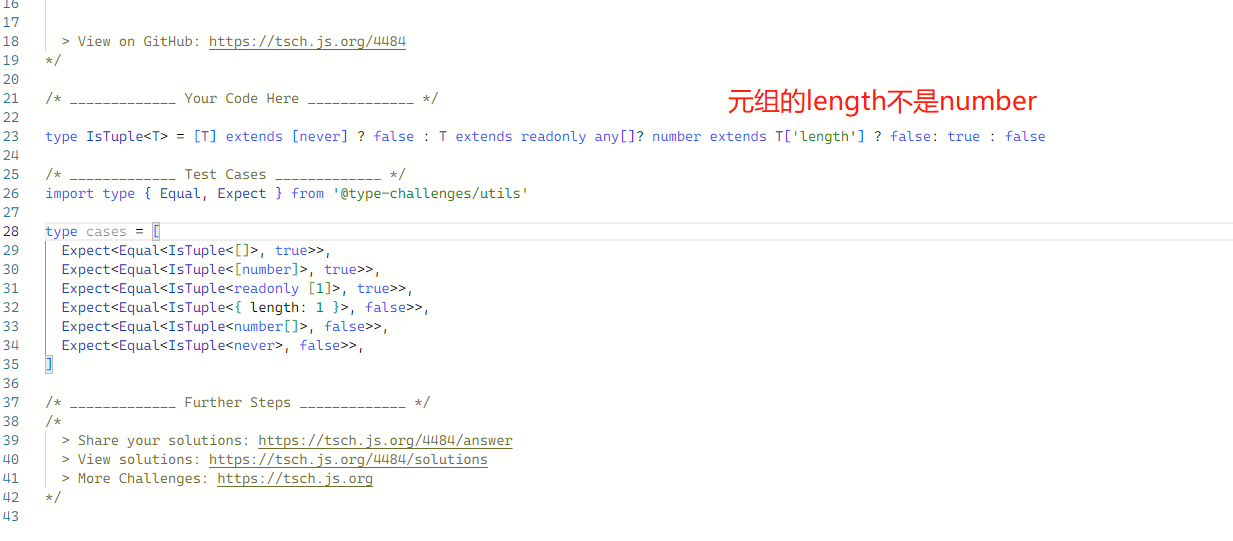 16
17
18 > View on GitHub: https://tsch.js.org/4484
19 */
20
21 /* _____________ Your Code Here _____________ */
元组的length不是number
22
23 type IsTuple<T> = [T] extends [never] ? false : T extends readonly any[]? number extends T['length'] ? false: true : false
24
25 /* _____________ Test Cases _____________ */
26 import type { Equal, Expect } from '@type-challenges/utils'
27
28 type cases = [
29 Expect<Equal<IsTuple<[]>, true>>,
30 Expect<Equal<IsTuple<[number]>, true>>,
31 Expect<Equal<IsTuple<readonly [1]>, true>>,
32 Expect<Equal<IsTuple<{ length: 1 }>, false>>,
33 Expect<Equal<IsTuple<number[]>, false>>,
34 Expect<Equal<IsTuple<never>, false>>,
35 ]
36
37 /* _____________ Further Steps _____________ */
38 /*
39 > Share your solutions: https://tsch.js.org/4484/answer
40 > View solutions: https://tsch.js.org/4484/solutions
41 > More Challenges: https://tsch.js.org
42 */
43